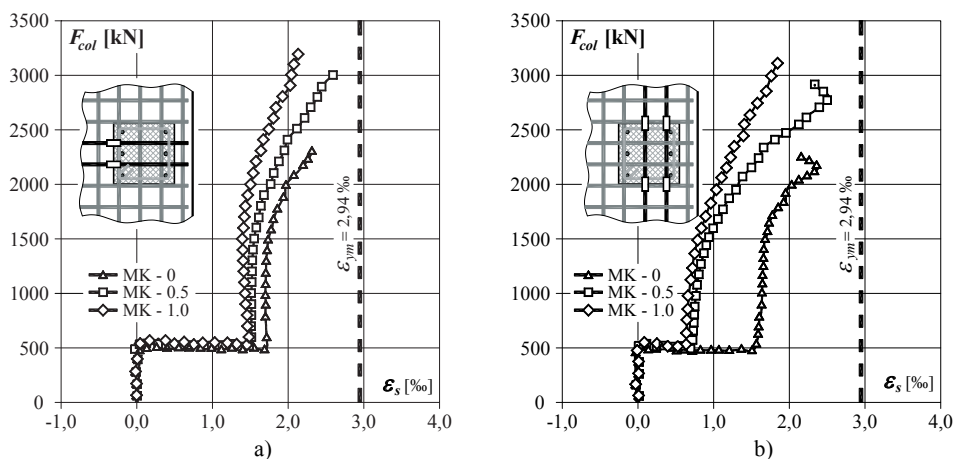 3500
F_col [kN]
3000
2500
2000
1500
1000
500
0
MK - 0
MK - 0.5
MK - 1.0
ε_ym = 2,94 ‰
ε_s [‰]
-1,0 0,0 1,0 2,0 3,0 4,0
a)
3500
F_col [kN]
3000
2500
2000
1500
1000
500
0
MK - 0
MK - 0.5
MK - 1.0
ε_ym = 2,94 ‰
ε_s [‰]
-1,0 0,0 1,0 2,0 3,0 4,0
b)